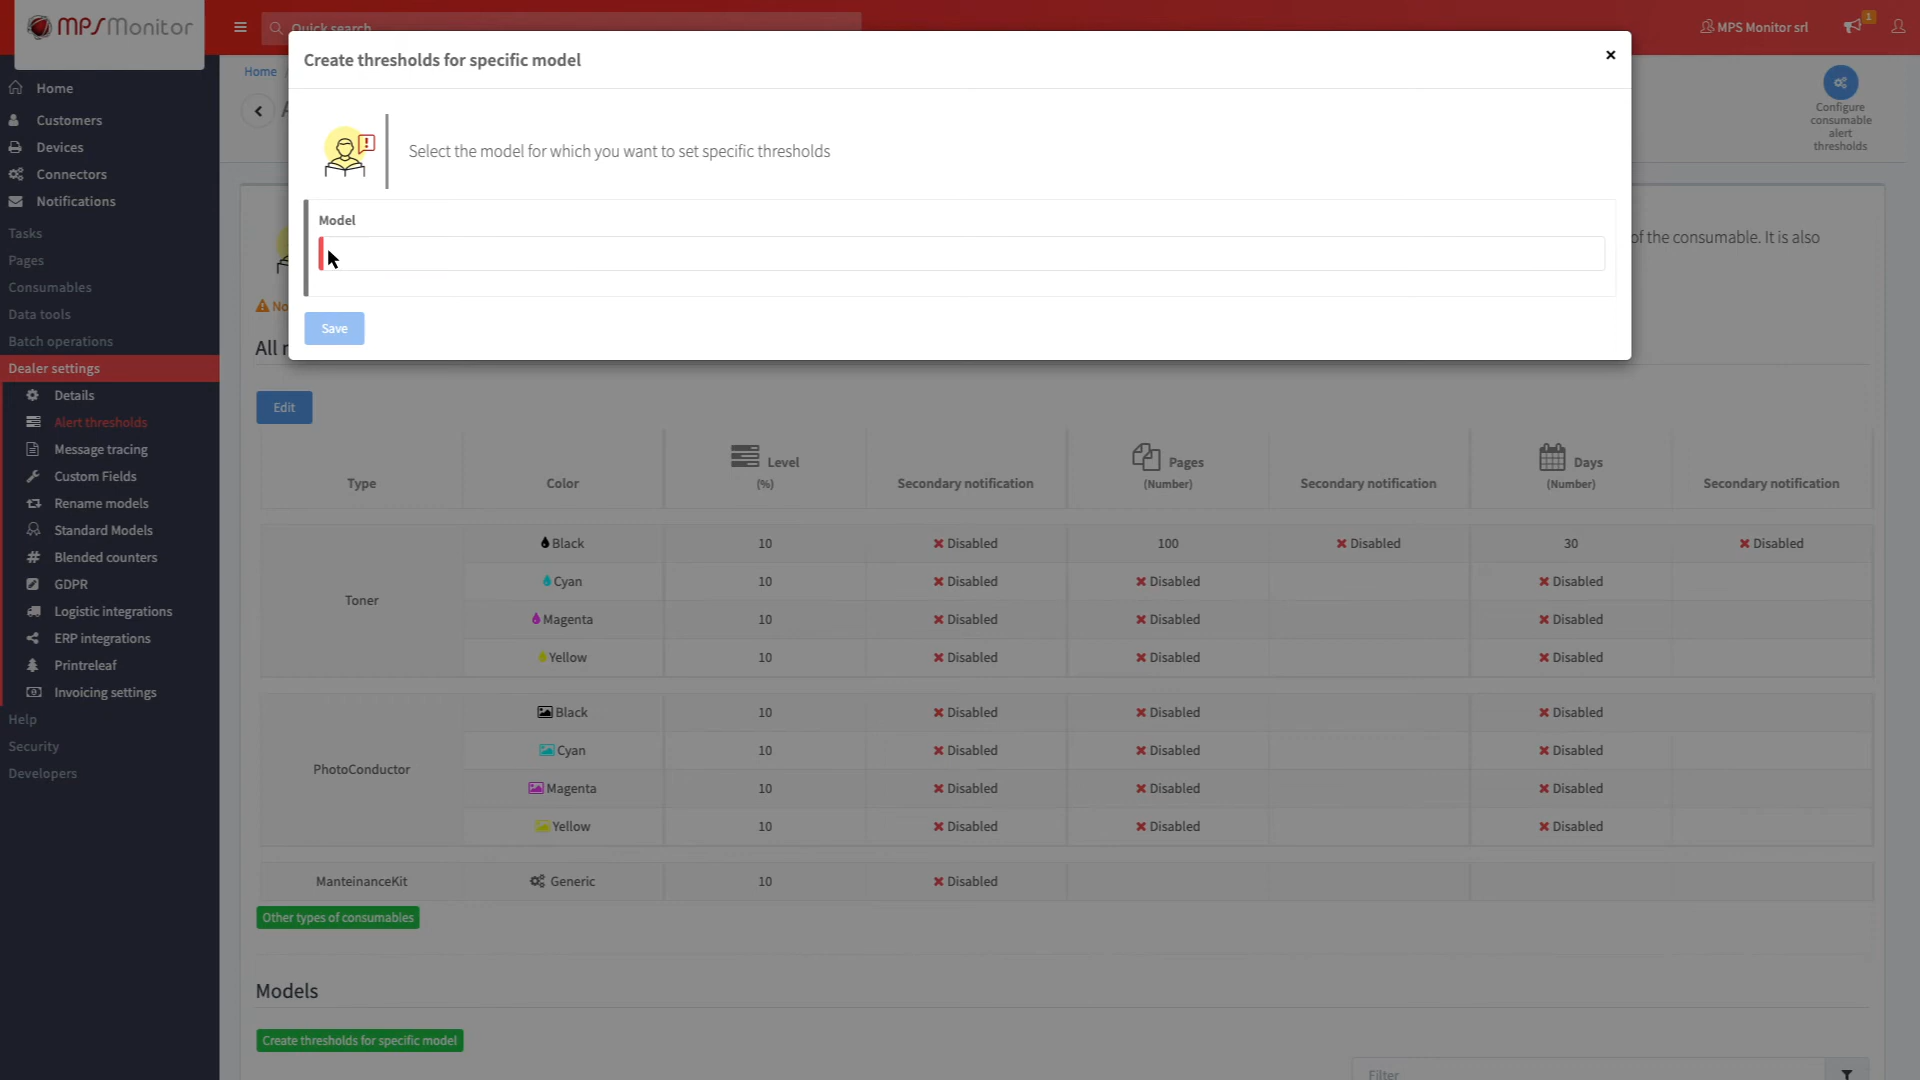 MPSMonitor
Quick search
MPS Monitor srl
1
Home
Customers
Devices
Connectors
Notifications
Tasks
Pages
Consumables
Data tools
Batch operations
Dealer settings
Details
Alert thresholds
Message tracing
Custom Fields
Rename models
Standard Models
Blended counters
GDPR
Logistic integrations
ERP integrations
Printreleaf
Invoicing settings
Help
Security
Developers
Home
Configure
consumable
alert
thresholds
Create thresholds for specific model
×
Select the model for which you want to set specific thresholds
Model
Save
of the consumable. It is also
All
Edit
Type Color Level (%) Secondary notification Pages (Number) Secondary notification Days (Number) Secondary notification
Toner
Black 10 Disabled 100 Disabled 30 Disabled
Cyan 10 Disabled Disabled Disabled
Magenta 10 Disabled Disabled Disabled
Yellow 10 Disabled Disabled Disabled
PhotoConductor
Black 10 Disabled Disabled Disabled
Cyan 10 Disabled Disabled Disabled
Magenta 10 Disabled Disabled Disabled
Yellow 10 Disabled Disabled Disabled
ManteinanceKit Generic 10 Disabled
Other types of consumables
Models
Create thresholds for specific model
Filter